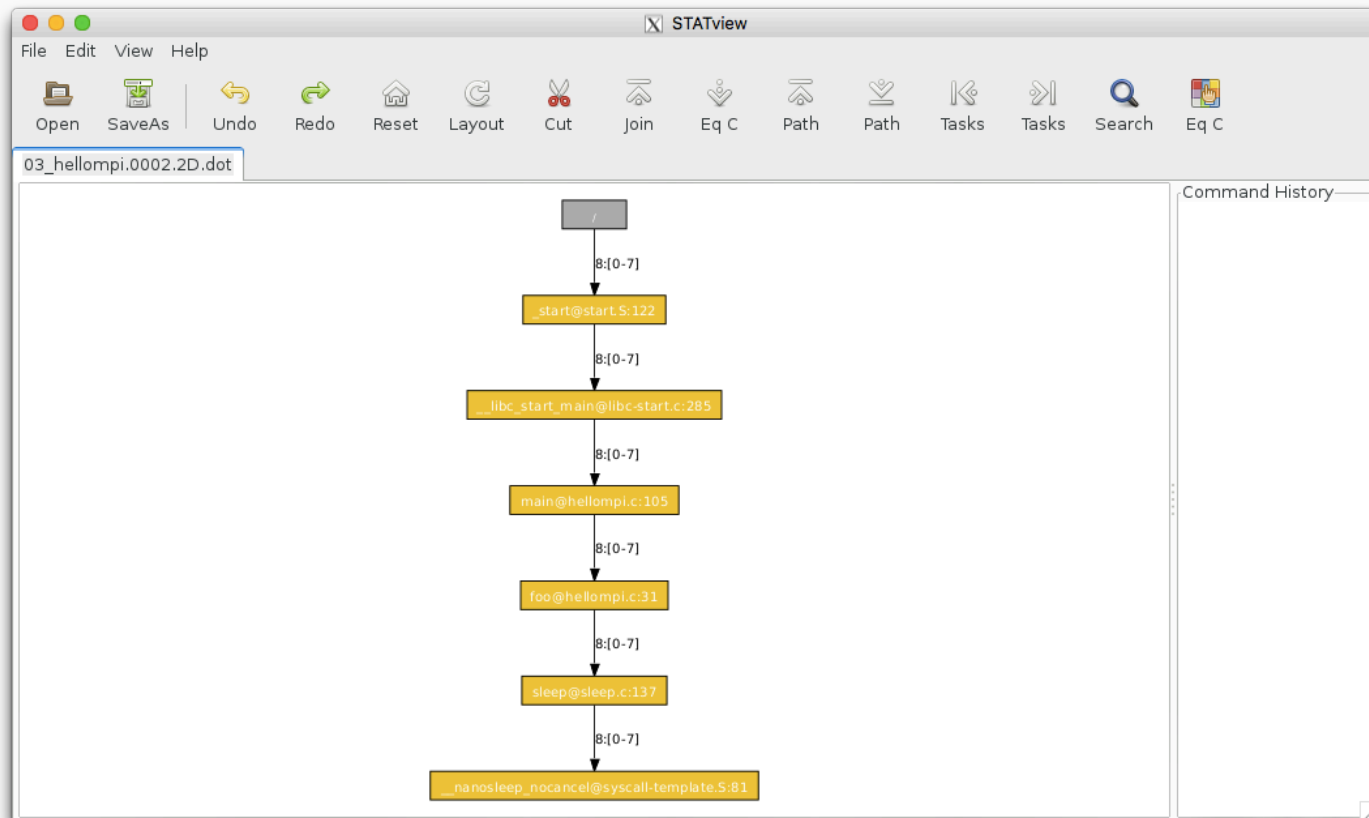 STATview
File Edit View Help
Open SaveAs Undo Redo Reset Layout Cut Join Eq C Path Path Tasks Tasks Search Eq C
03_hellompi.0002.2D.dot
Command History
/
8:[0-7]
_start@start.S:122
8:[0-7]
__libc_start_main@libc-start.c:285
8:[0-7]
main@hellompi.c:105
8:[0-7]
foo@hellompi.c:31
8:[0-7]
sleep@sleep.c:137
8:[0-7]
__nanosleep_nocancel@syscall-template.S:81